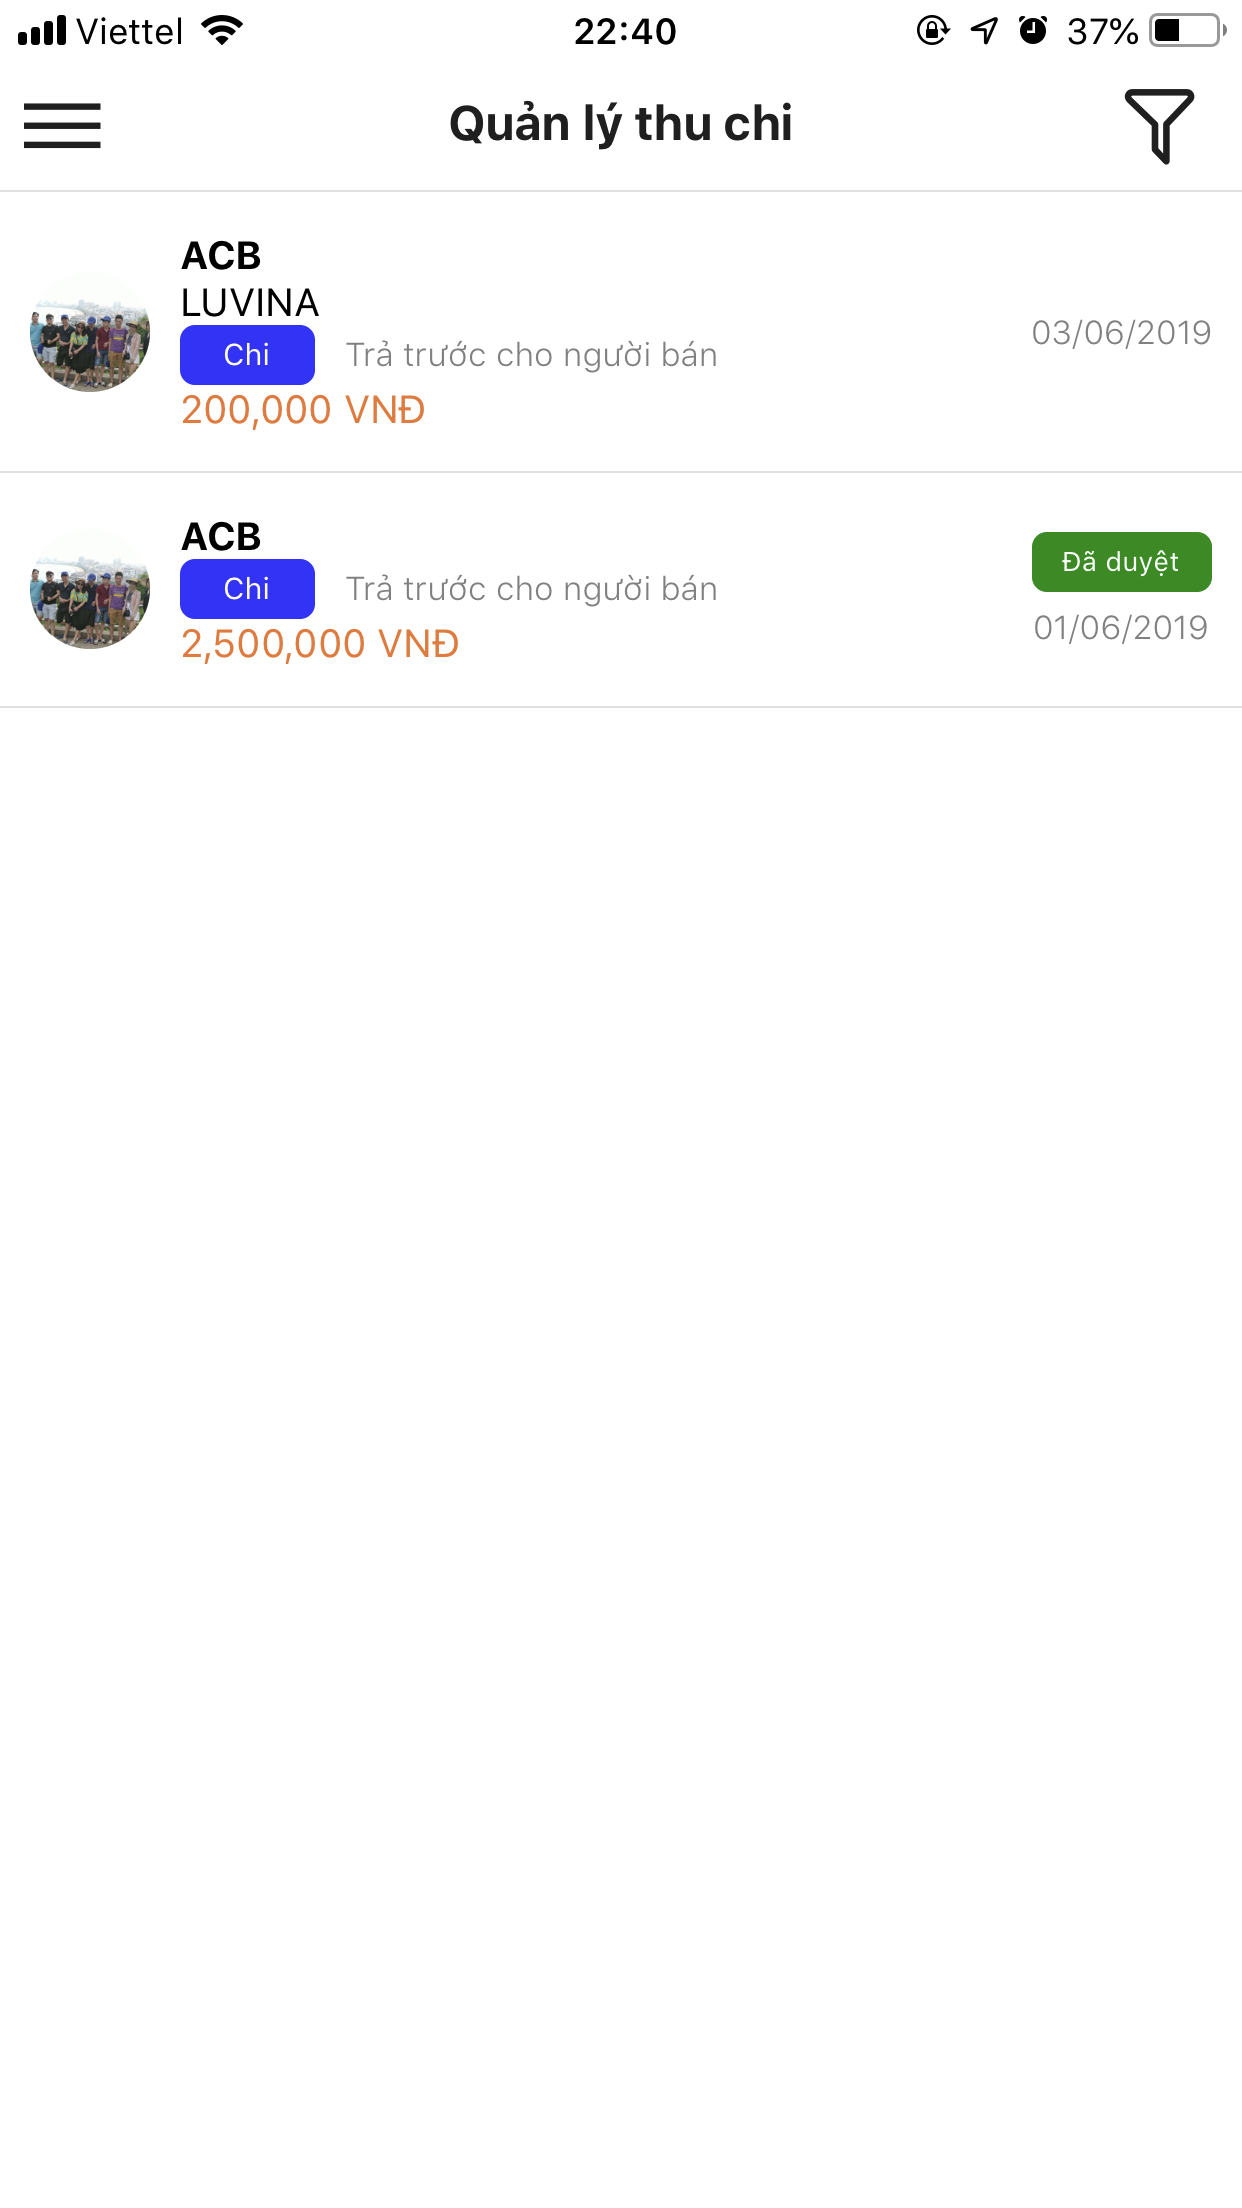 Viettel 22:40 37%
Quản lý thu chi
ACB
LUVINA
Chi Trả trước cho người bán
200,000 VNĐ
03/06/2019
ACB
Chi Trả trước cho người bán
2,500,000 VNĐ
Đã duyệt
01/06/2019